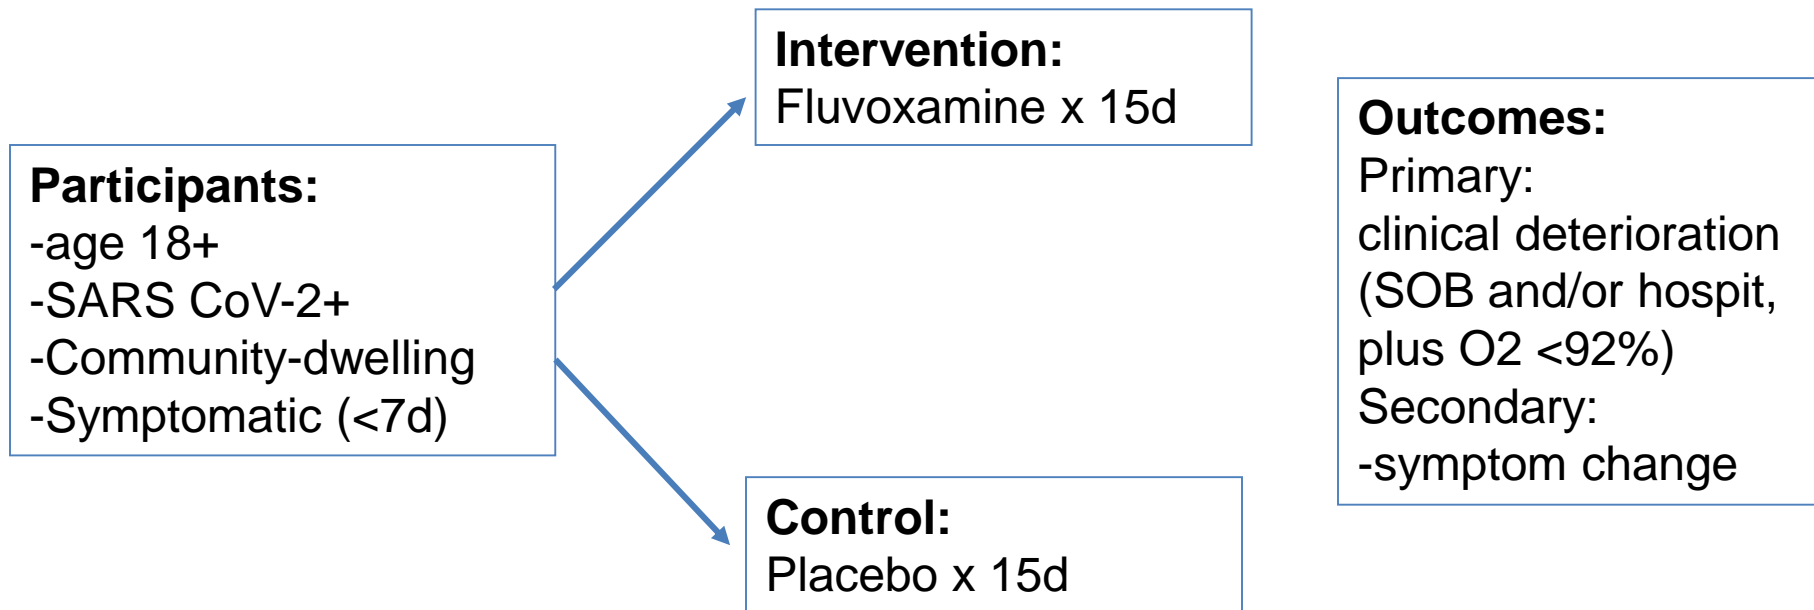 Participants:
-age 18+
-SARS CoV-2+
-Community-dwelling
-Symptomatic (<7d)
Intervention:
Fluvoxamine x 15d
Control:
Placebo x 15d
Outcomes:
Primary:
clinical deterioration
(SOB and/or hospit,
plus O2 <92%)
Secondary:
-symptom change